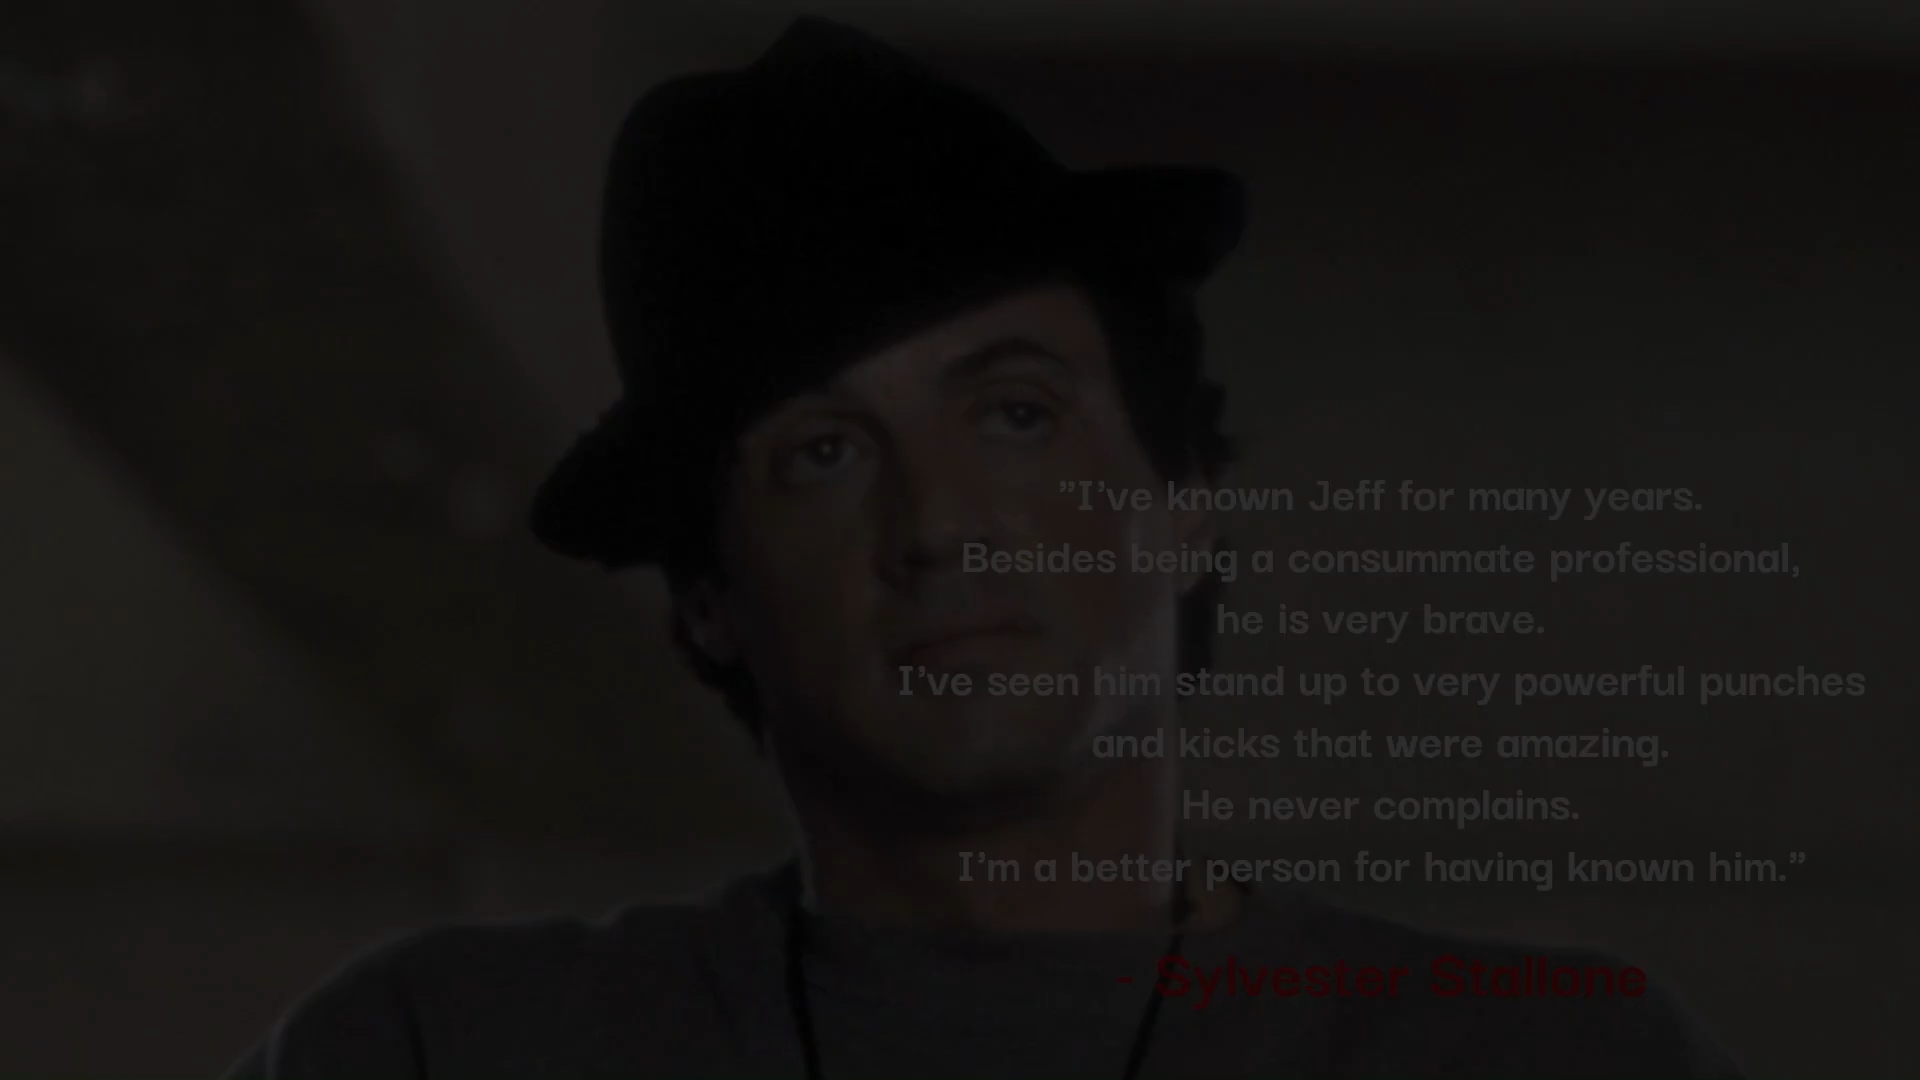 ”I’ve known Jeff for many years.
Besides being a consummate professional,
he is very brave.
I’ve seen him stand up to very powerful punches
and kicks that were amazing.
He never complains.
I’m a better person for having known him.”
- Sylvester Stallone